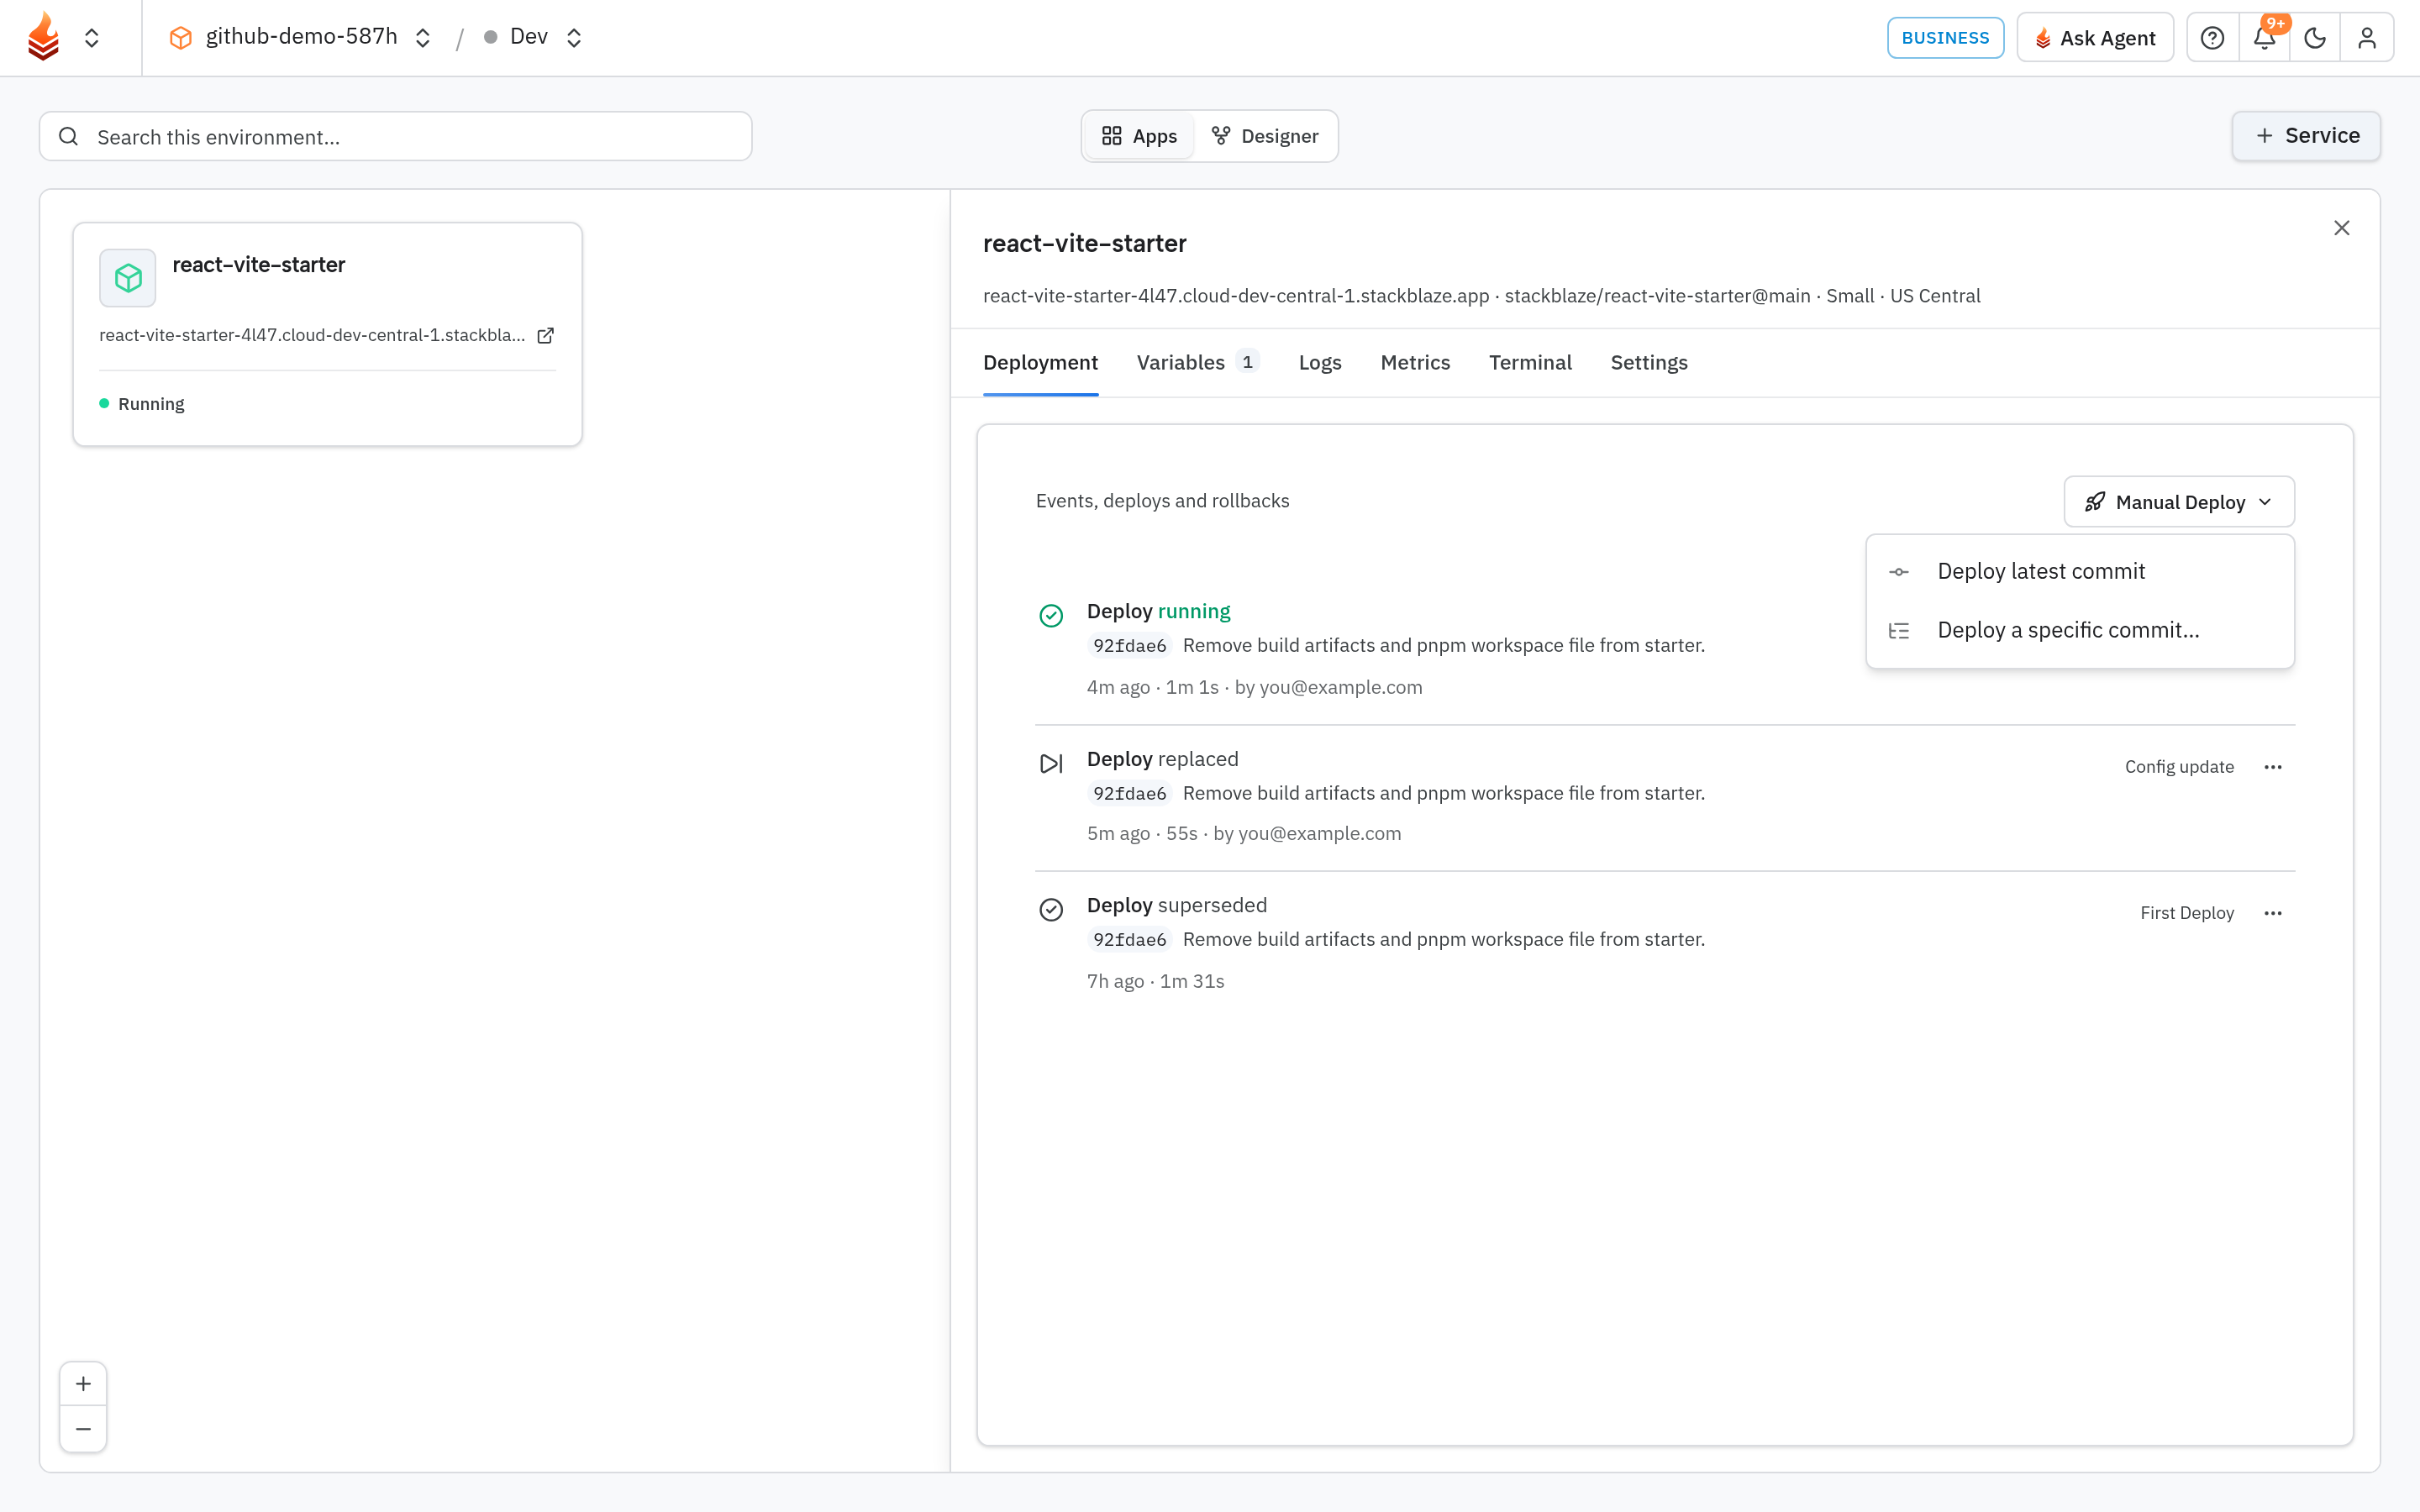 github-demo-587h / Dev
BUSINESS
Ask Agent
9+
Search this environment...
Apps
Designer
+ Service
react-vite-starter
react-vite-starter-4l47.cloud-dev-central-1.stackbla...
Running
react-vite-starter
react-vite-starter-4l47.cloud-dev-central-1.stackblaze.app · stackblaze/react-vite-starter@main · Small · US Central
Deployment
Variables 1
Logs
Metrics
Terminal
Settings
Events, deploys and rollbacks
Manual Deploy
Deploy latest commit
Deploy a specific commit...
Deploy running
92fdae6 Remove build artifacts and pnpm workspace file from starter.
4m ago · 1m 1s · by you@example.com
Deploy replaced
Config update
92fdae6 Remove build artifacts and pnpm workspace file from starter.
5m ago · 55s · by you@example.com
Deploy superseded
First Deploy
92fdae6 Remove build artifacts and pnpm workspace file from starter.
7h ago · 1m 31s